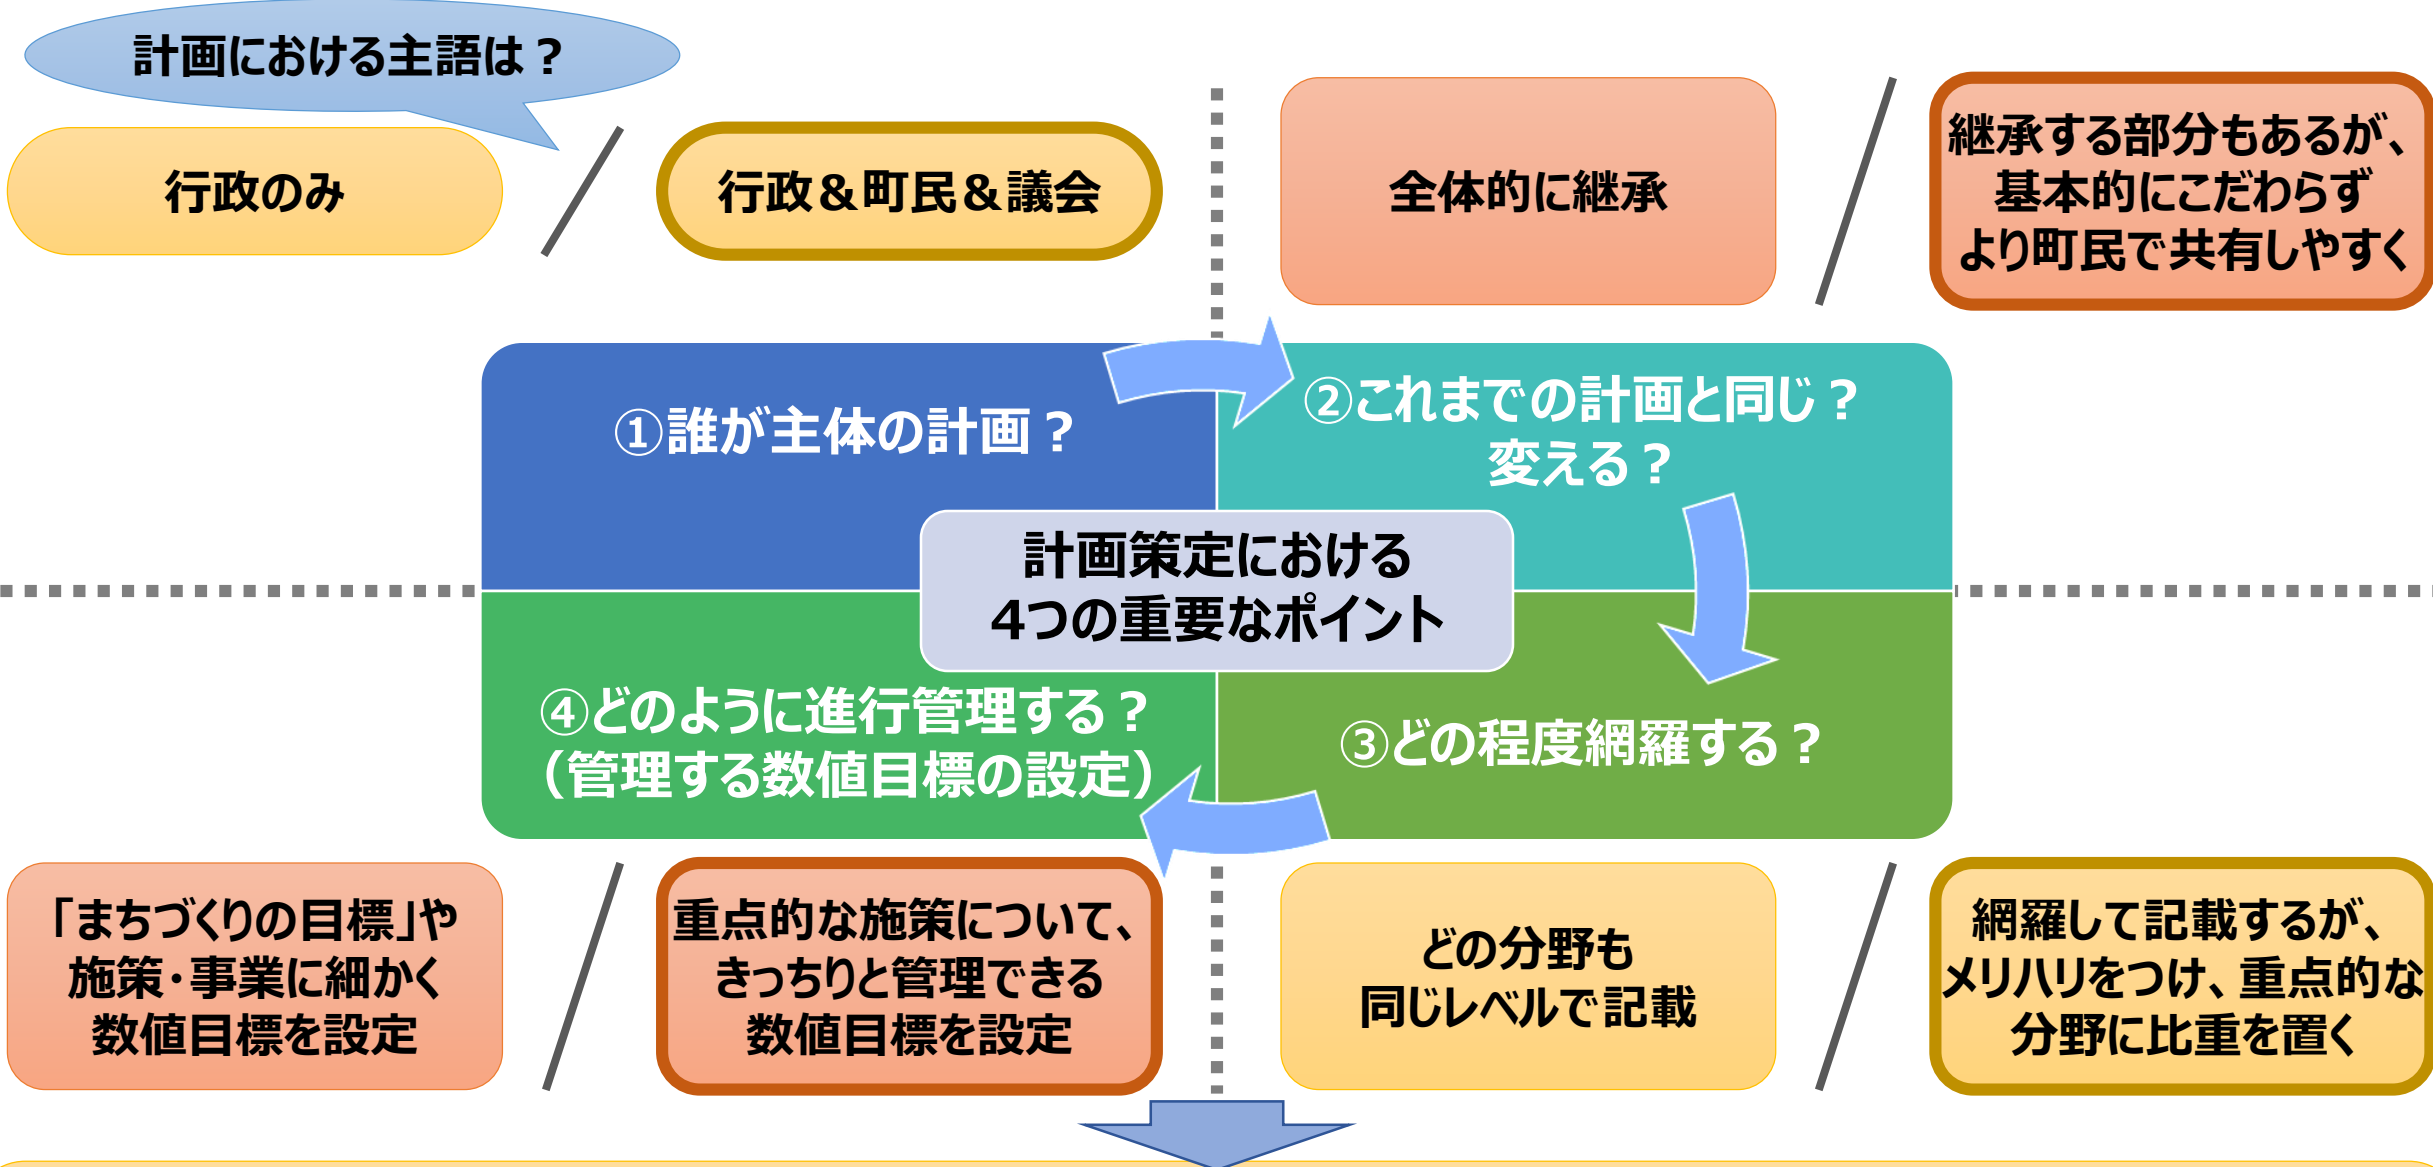 計画における主語は？
行政のみ
行政＆町民＆議会
全体的に継承
継承する部分もあるが、
基本的にこだわらず
より町民で共有しやすく
①誰が主体の計画？
②これまでの計画と同じ？
変える？
計画策定における
4つの重要なポイント
④どのように進行管理する？
（管理する数値目標の設定）
③どの程度網羅する？
「まちづくりの目標」や
施策・事業に細かく
数値目標を設定
重点的な施策について、
きっちりと管理できる
数値目標を設定
どの分野も
同じレベルで記載
網羅して記載するが、
メリハリをつけ、重点的な
分野に比重を置く